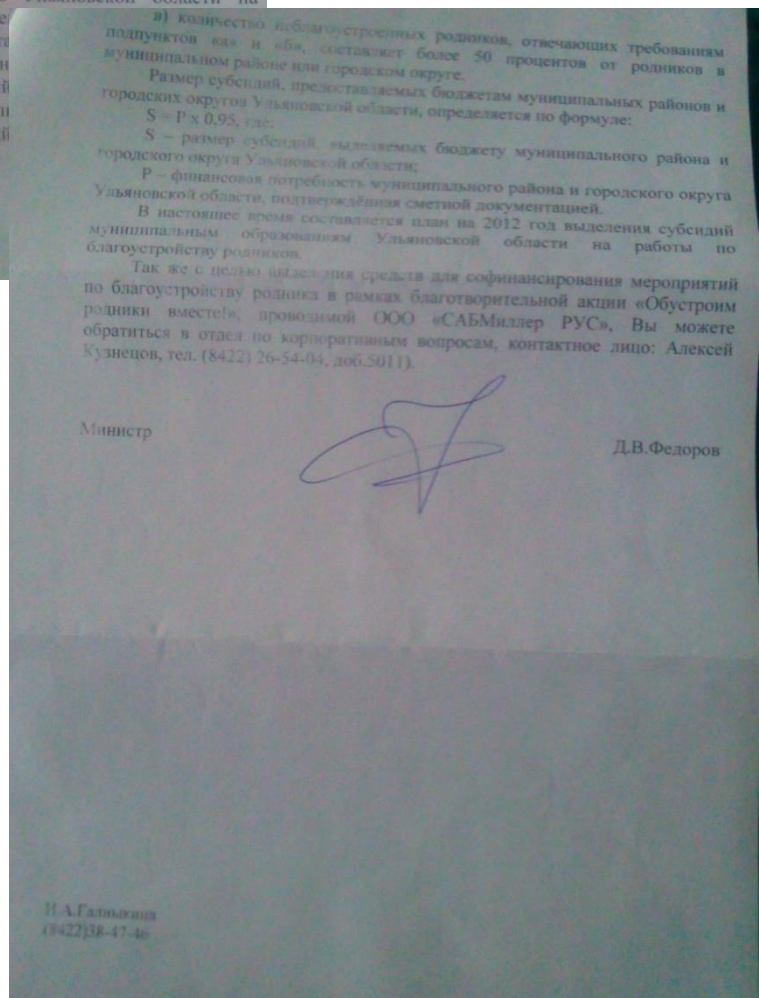 Ульяновской области на
в) количество неблагоустроенных родников, отвечающих требованиям
подпунктов «а» и «б», составляет более 50 процентов от родников в
муниципальном районе или городском округе.
Размер субсидий, предоставляемых бюджетам муниципальных районов и
городских округов Ульяновской области, определяется по формуле:
S = P x 0,95, где:
S – размер субсидий, выделяемых бюджету муниципального района и
городского округа Ульяновской области;
P – финансовая потребность муниципального района и городского округа
Ульяновской области, подтверждённая сметной документацией.
В настоящее время составляется план на 2012 год выделения субсидий
муниципальным образованиям Ульяновской области на работы по
благоустройству родников.
Так же с целью выделения средств для софинансирования мероприятий
по благоустройству родника в рамках благотворительной акции «Обустроим
родники вместе!», проводимой ООО «САБМиллер РУС», Вы можете
обратиться в отдел по корпоративным вопросам, контактное лицо: Алексей
Кузнецов, тел. (8422) 26-54-04, доб.5011).
Министр
Д.В.Федоров
(8422)38-47-46